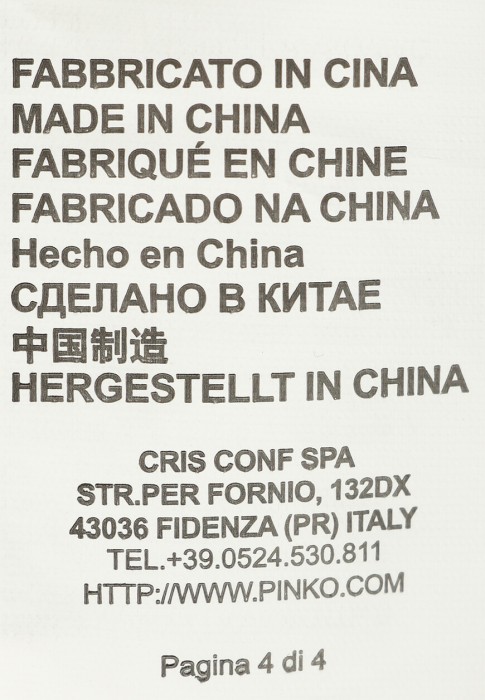 FABBRICATO IN CINA
MADE IN CHINA
FABRIQUÉ EN CHINE
FABRICADO NA CHINA
Hecho en China
СДЕЛАНО В КИТАЕ
中国制造
HERGESTELLT IN CHINA
CRIS CONF SPA
STR.PER FORNIO, 132DX
43036 FIDENZA (PR) ITALY
TEL.+39.0524.530.811
HTTP://WWW.PINKO.COM
Pagina 4 di 4